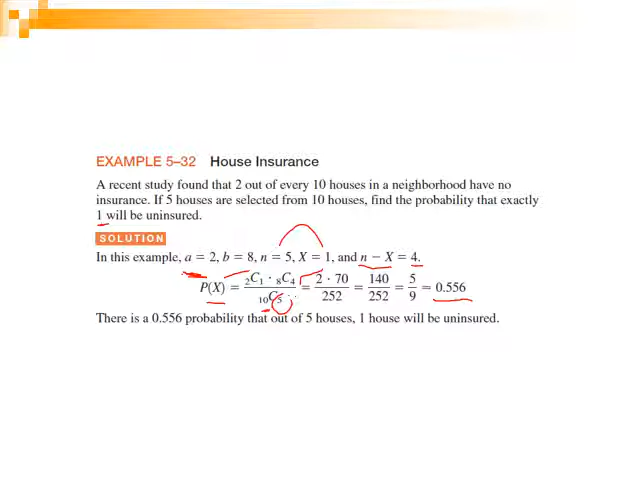 EXAMPLE 5–32 House Insurance
A recent study found that 2 out of every 10 houses in a neighborhood have no
insurance. If 5 houses are selected from 10 houses, find the probability that exactly
1 will be uninsured.
SOLUTION
In this example, a = 2, b = 8, n = 5, X = 1, and n − X = 4.
P(X) = ₂C₁ · ₈C₄ / ₁₀C₅ = 2 · 70 / 252 = 140 / 252 = 5 / 9 ≈ 0.556
There is a 0.556 probability that out of 5 houses, 1 house will be uninsured.